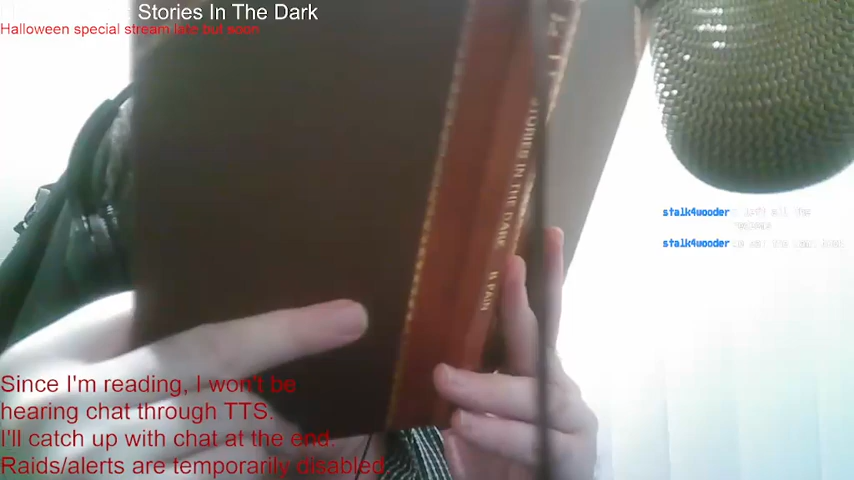 Stories In The Dark
Halloween special stream late but soon
STORIES IN THE DARK B PAIN
stalk4wooder
stalk4wooder
Since I'm reading, I won't be
hearing chat through TTS.
I'll catch up with chat at the end.
Raids/alerts are temporarily disabled